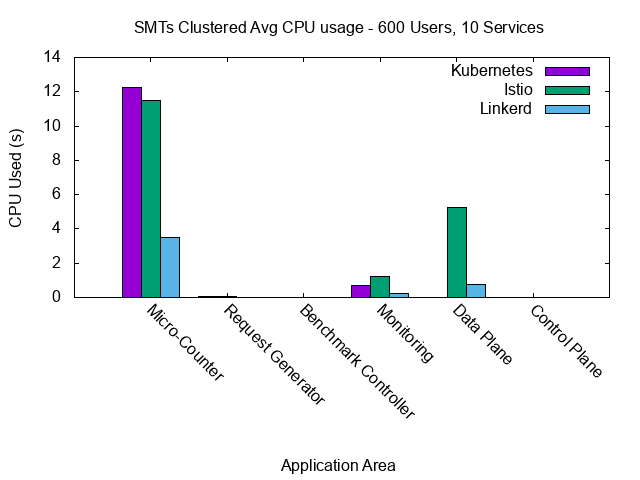 SMTs Clustered Avg CPU usage - 600 Users, 10 Services
14
12
10
8
6
4
2
0
CPU Used (s)
Kubernetes
Istio
Linkerd
Micro-Counter
Request Generator
Benchmark Controller
Monitoring
Data Plane
Control Plane
Application Area